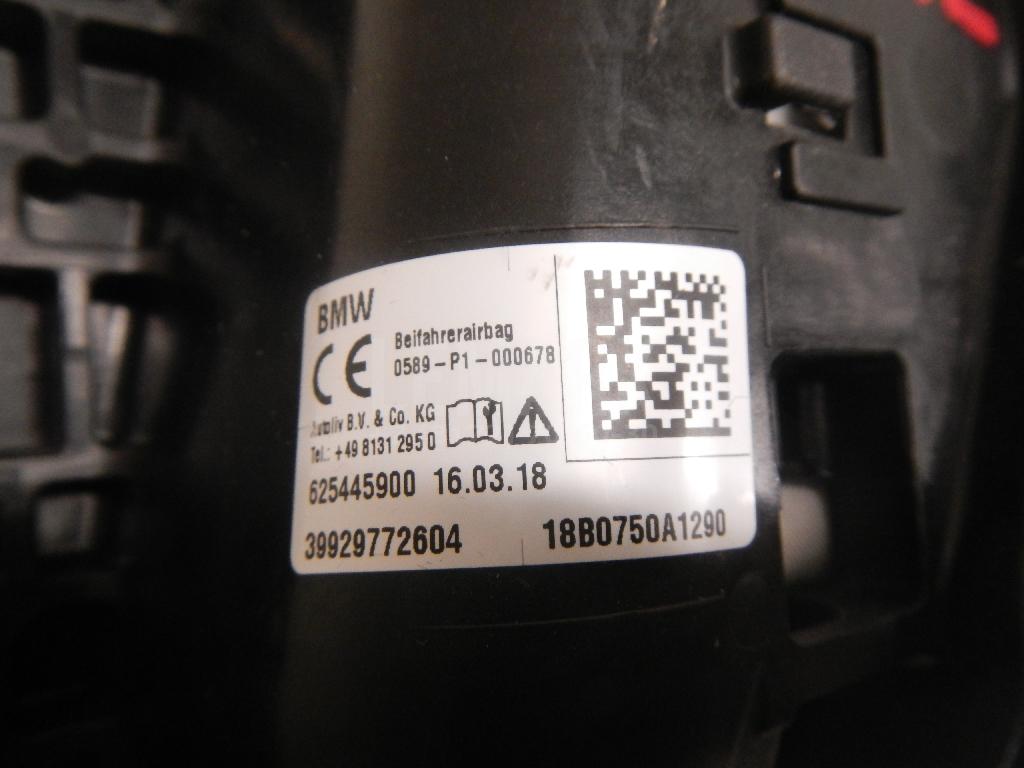 BMW
CE
Beifahrerairbag
0589-P1-000678
Autoliv B.V. & Co. KG
Tel.: +49 8131 295 0
625445900 16.03.18
39929772604 18B0750A1290